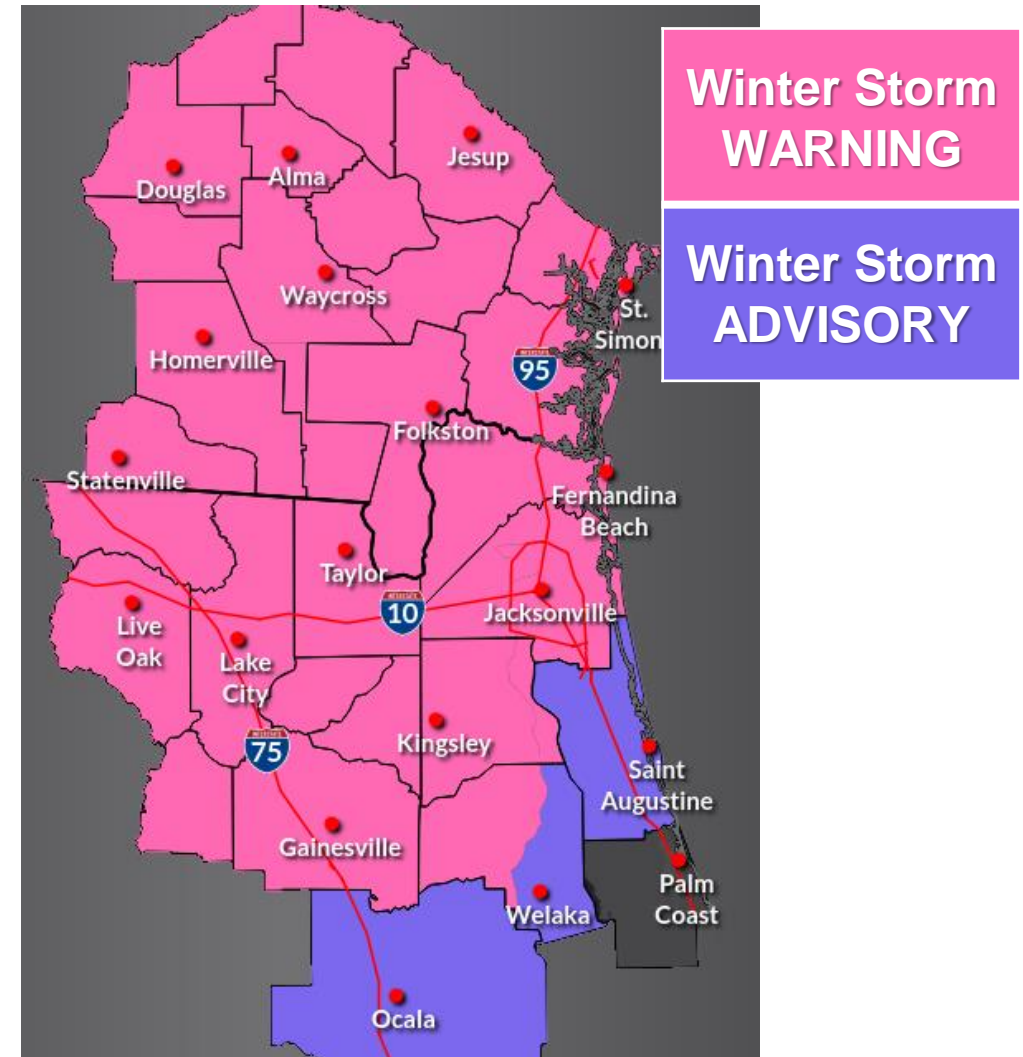 Winter Storm
WARNING
Winter Storm
ADVISORY
Jesup
Alma
Douglas
Waycross
St.
Simon
Homerville
95
Folkston
Statenville
Fernandina
Beach
Taylor
10
Jacksonville
Live
Oak
Lake
City
75
Kingsley
Saint
Augustine
Gainesville
Palm
Coast
Welaka
Ocala